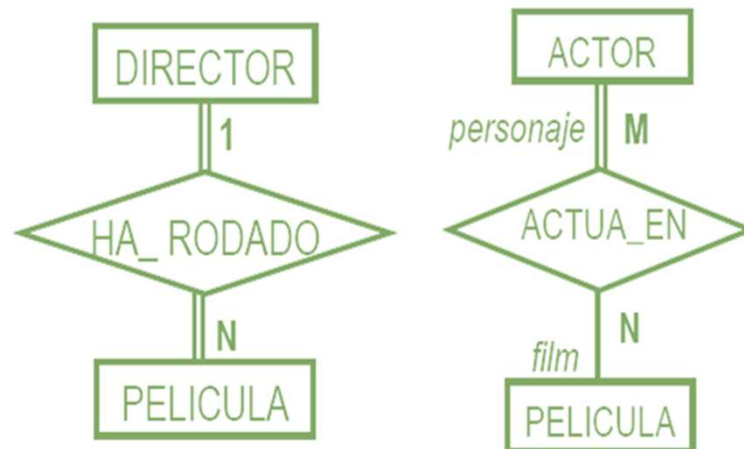 DIRECTOR
1
HA_ RODADO
N
PELICULA
ACTOR
personaje M
ACTUA_EN
N
film
PELICULA